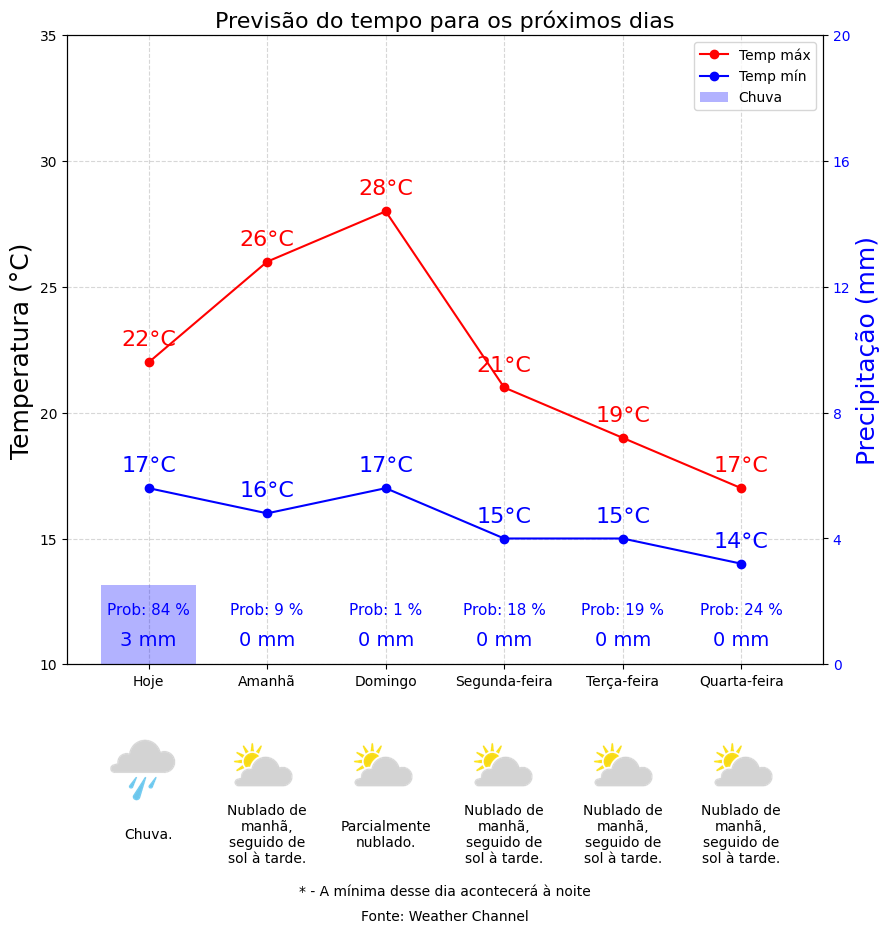 Previsão do tempo para os próximos dias
Temperatura (°C)
Precipitação (mm)
35
30
25
20
15
10
20
16
12
8
4
0
Temp máx
Temp mín
Chuva
22°C
26°C
28°C
21°C
19°C
17°C
17°C
16°C
17°C
15°C
15°C
14°C
Prob: 84 %
Prob: 9 %
Prob: 1 %
Prob: 18 %
Prob: 19 %
Prob: 24 %
3 mm
0 mm
0 mm
0 mm
0 mm
0 mm
Hoje
Amanhã
Domingo
Segunda-feira
Terça-feira
Quarta-feira
Chuva.
Nublado de
manhã,
seguido de
sol à tarde.
Parcialmente
nublado.
Nublado de
manhã,
seguido de
sol à tarde.
Nublado de
manhã,
seguido de
sol à tarde.
Nublado de
manhã,
seguido de
sol à tarde.
* - A mínima desse dia acontecerá à noite
Fonte: Weather Channel